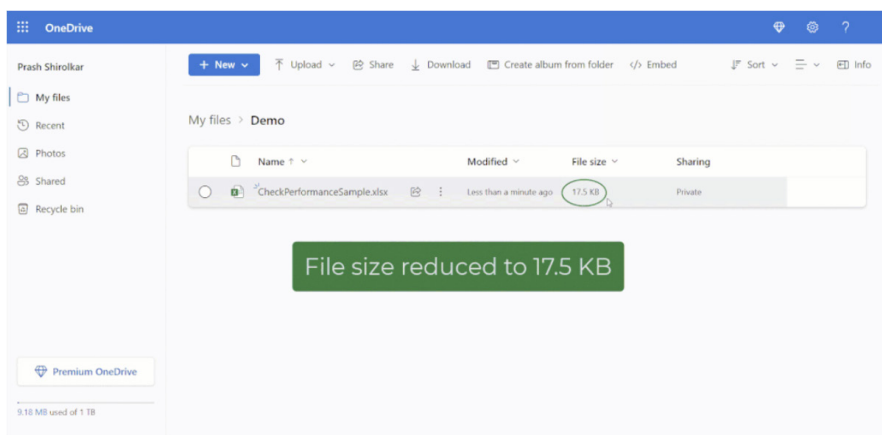 OneDrive
?
Prash Shirolkar
+ New
Upload
Share
Download
Create album from folder
</> Embed
Sort
Info
My files
Recent
Photos
Shared
Recycle bin
My files > Demo
Name ↑
Modified
File size
Sharing
CheckPerformanceSample.xlsx
Less than a minute ago
17.5 KB
Private
File size reduced to 17.5 KB
Premium OneDrive
9.18 MB used of 1 TB